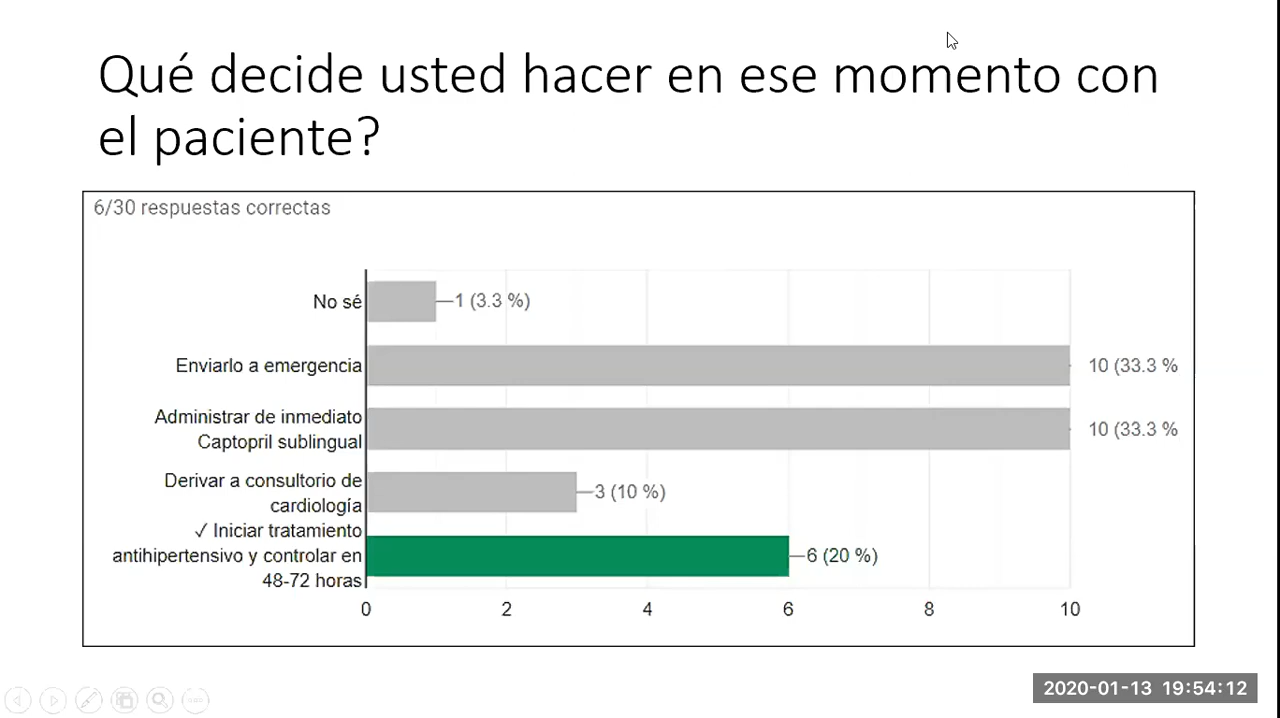 Qué decide usted hacer en ese momento con
el paciente?
6/30 respuestas correctas
No sé
1 (3.3 %)
Enviarlo a emergencia
10 (33.3 %
Administrar de inmediato
Captopril sublingual
10 (33.3 %
Derivar a consultorio de
cardiología
3 (10 %)
✓ Iniciar tratamiento
antihipertensivo y controlar en
48-72 horas
6 (20 %)
0 2 4 6 8 10
2020-01-13 19:54:12